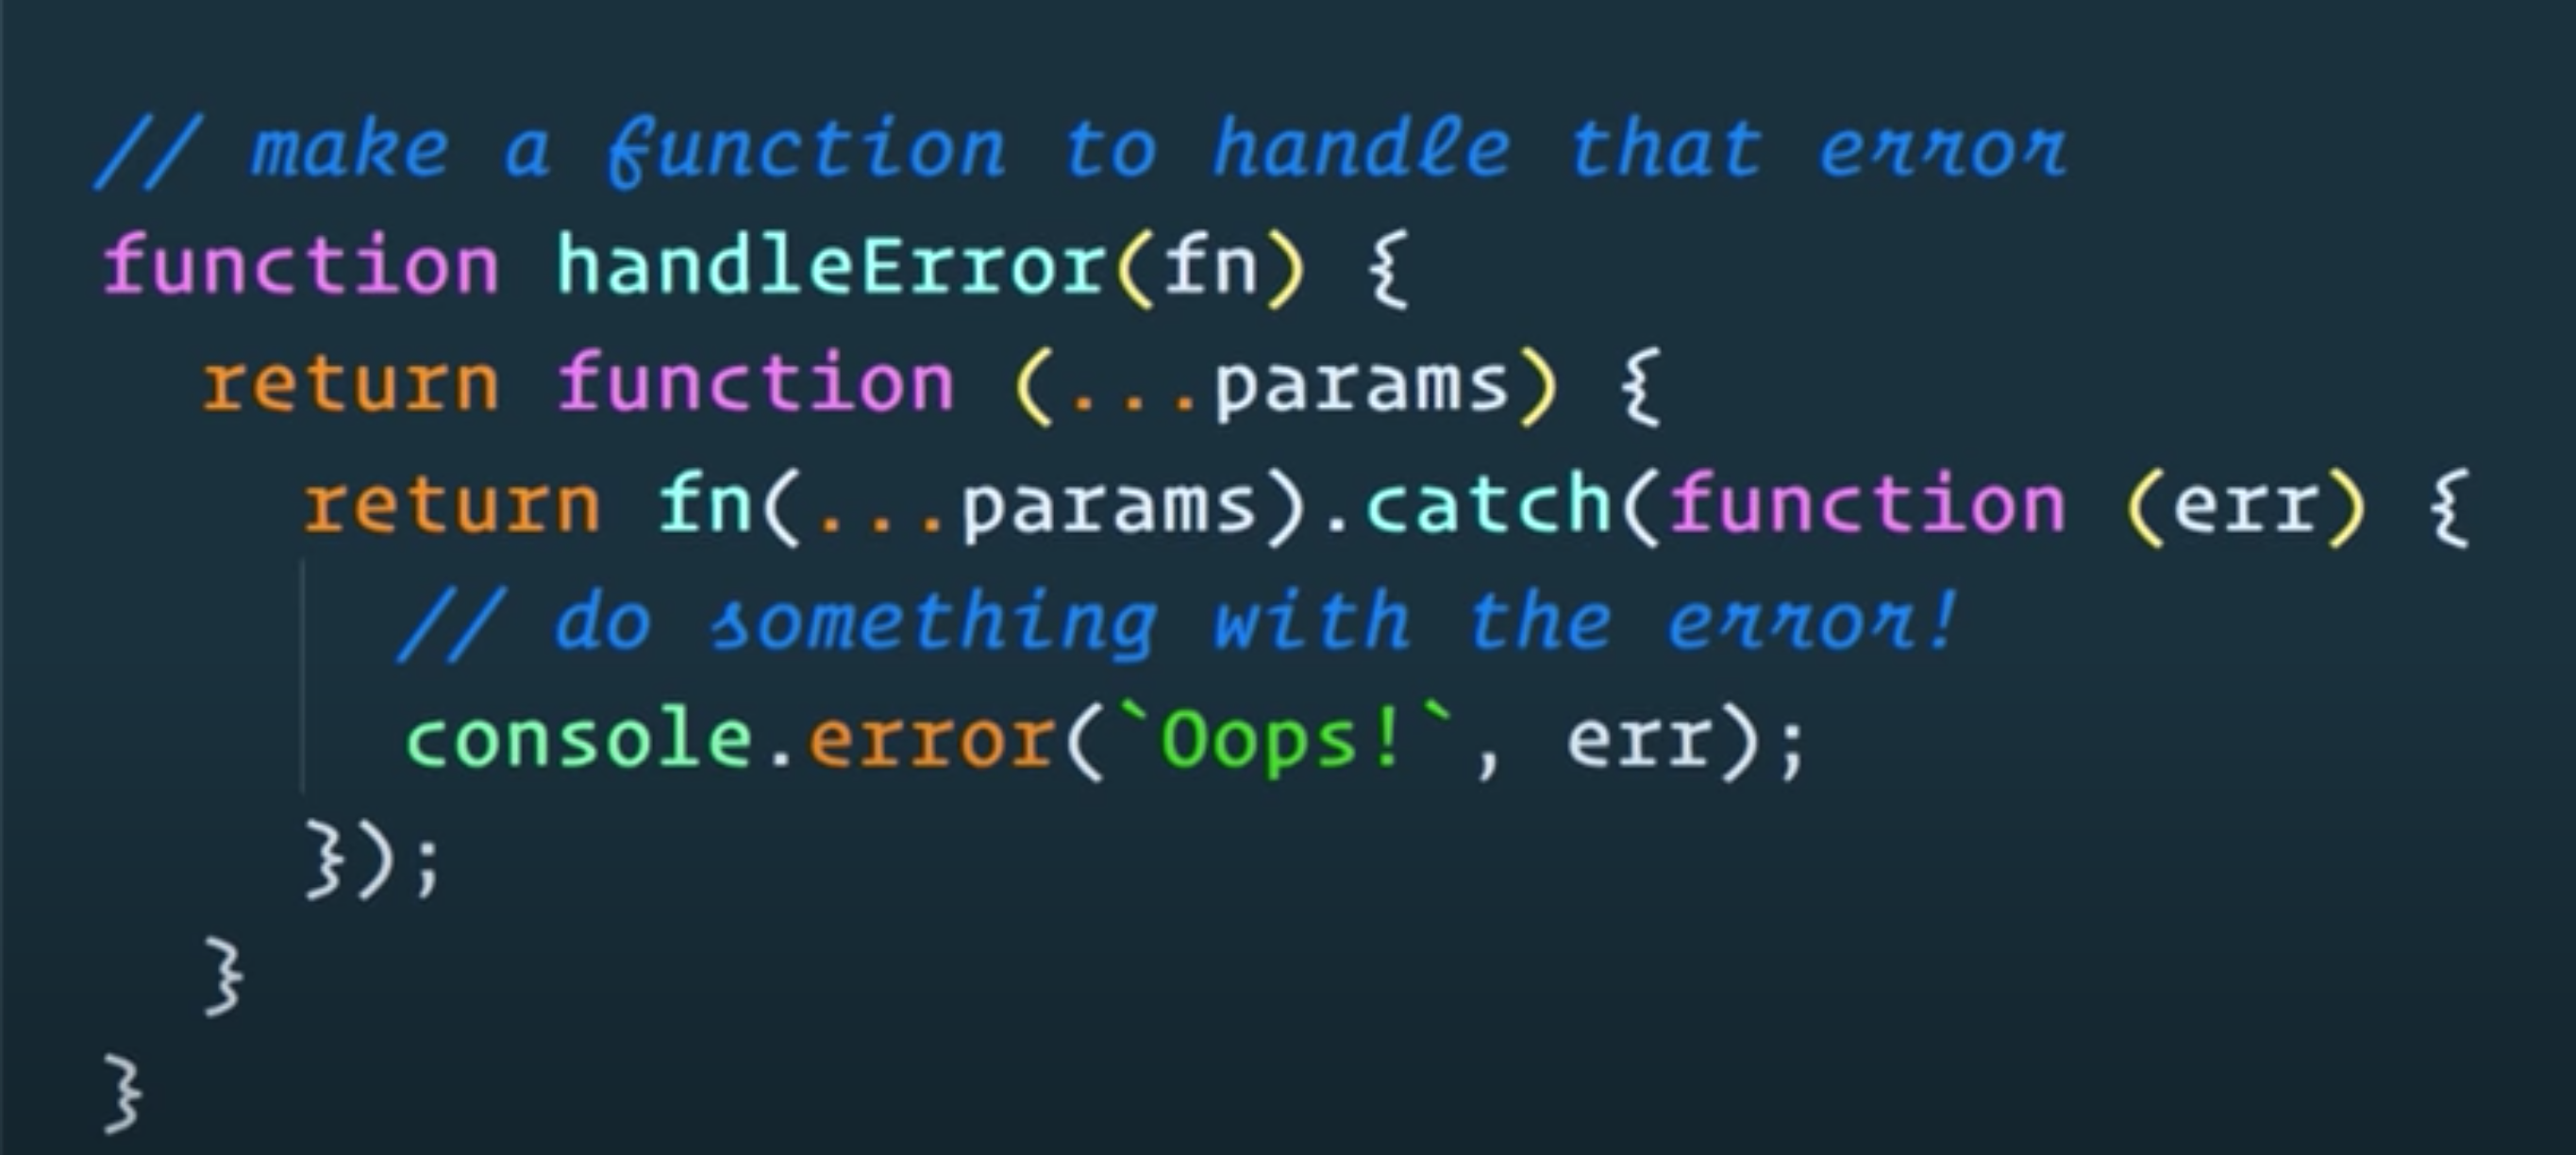 // make a function to handle that error
function handleError(fn) {
  return function (...params) {
    return fn(...params).catch(function (err) {
      // do something with the error!
      console.error(`Oops!`, err);
    });
  }
}